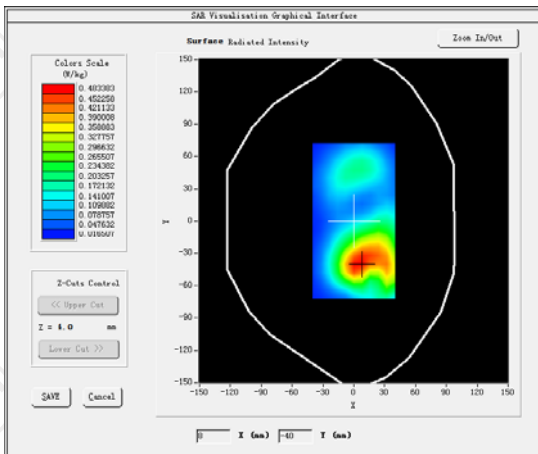 SAR Visualisation Graphical Interface
Surface Radiated Intensity
Zoom In/Out
Colors Scale
(W/kg)
0.483383
0.452258
0.421133
0.390008
0.358883
0.327757
0.296632
0.265507
0.234382
0.203257
0.172132
0.141007
0.109882
0.078757
0.047632
0.016507
150
120
90
60
30
0
-30
-60
-90
-120
-150
Y
-150 -120 -90 -60 -30 0 30 60 90 120 150
X
Z-Cuts Control
<< Upper Cut
Z = 4.0 mm
Lower Cut >>
SAVE Cancel
8 X (mm) -40 Y (mm)